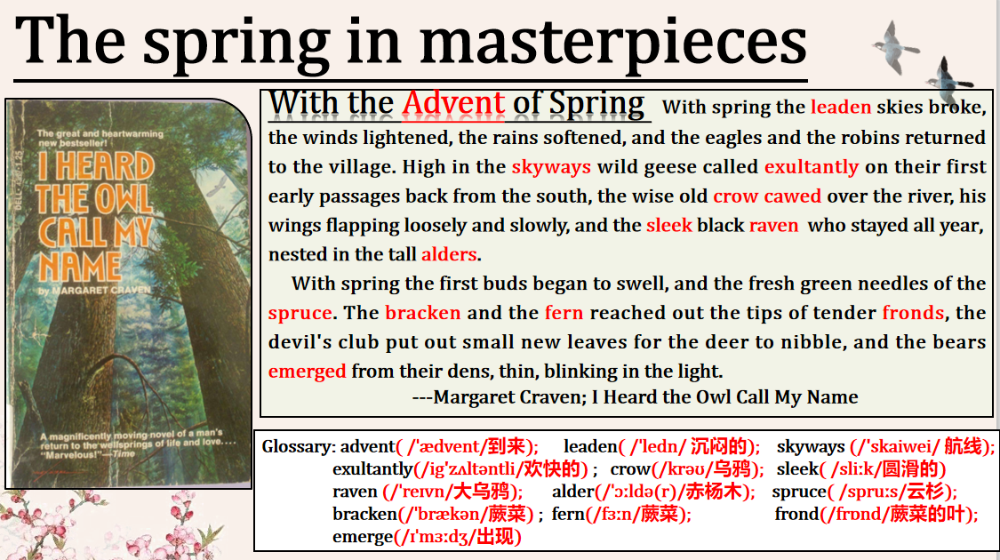 The spring in masterpieces
The great and heartwarming
new bestseller!
I HEARD
THE OWL
CALL MY
NAME
by MARGARET CRAVEN
A magnificently moving novel of a man's
return to the wellsprings of life and love....
"Marvelous!"—Time
With the Advent of Spring With spring the leaden skies broke,
the winds lightened, the rains softened, and the eagles and the robins returned
to the village. High in the skyways wild geese called exultantly on their first
early passages back from the south, the wise old crow cawed over the river, his
wings flapping loosely and slowly, and the sleek black raven who stayed all year,
nested in the tall alders.
With spring the first buds began to swell, and the fresh green needles of the
spruce. The bracken and the fern reached out the tips of tender fronds, the
devil's club put out small new leaves for the deer to nibble, and the bears
emerged from their dens, thin, blinking in the light.
---Margaret Craven; I Heard the Owl Call My Name
Glossary: advent( /'ædvent/到来); leaden( /'ledn/ 沉闷的); skyways (/'skaiwei/ 航线);
exultantly(/ig'zʌltəntli/欢快的) ; crow(/krəʊ/乌鸦); sleek( /sli:k/圆滑的)
raven (/'reɪvn/大乌鸦); alder(/'ɔ:ldə(r)/赤杨木); spruce( /spru:s/云杉);
bracken(/'brækən/蕨菜) ; fern(/fɜ:n/蕨菜); frond(/frɒnd/蕨菜的叶);
emerge(/ɪ'mɜ:dʒ/出现)